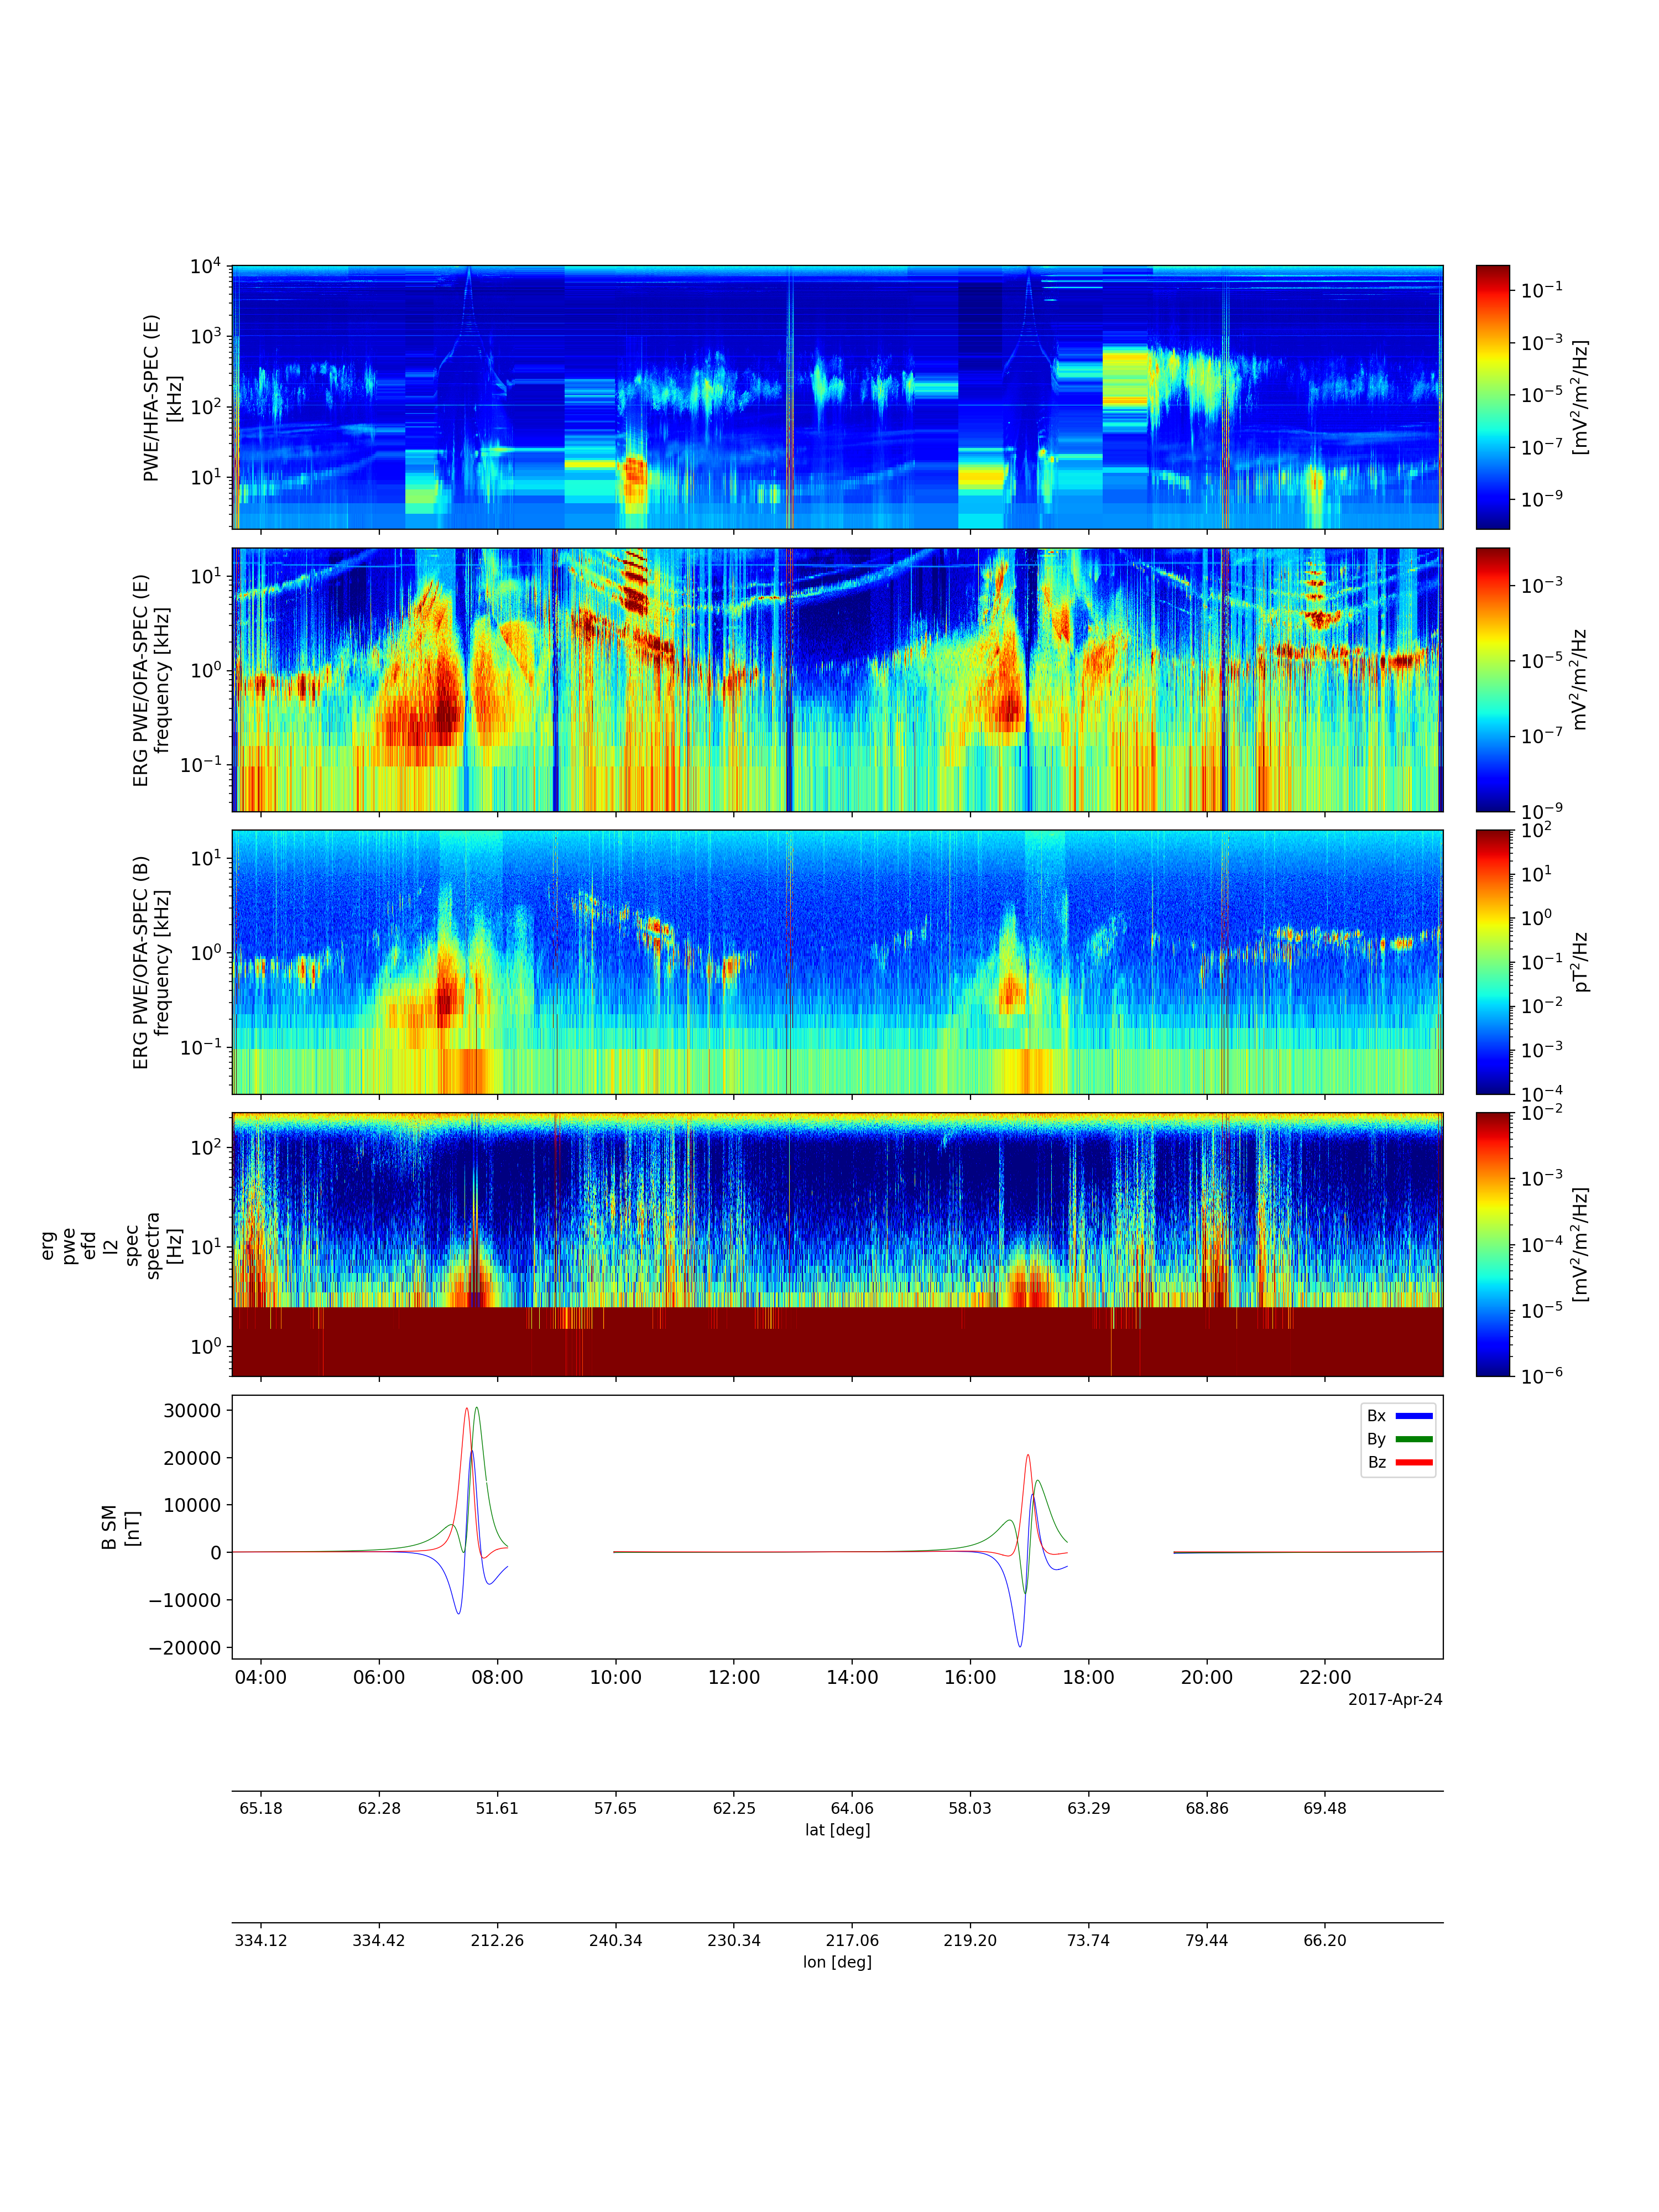 10⁴
10³
10²
10¹
PWE/HFA-SPEC (E)
[kHz]
10⁻¹
10⁻³
10⁻⁵
10⁻⁷
10⁻⁹
[mV²/m²/Hz]
10¹
10⁰
10⁻¹
ERG PWE/OFA-SPEC (E)
frequency [kHz]
10⁻³
10⁻⁵
10⁻⁷
10⁻⁹
mV²/m²/Hz
10¹
10⁰
10⁻¹
ERG PWE/OFA-SPEC (B)
frequency [kHz]
10²
10¹
10⁰
10⁻¹
10⁻²
10⁻³
10⁻⁴
pT²/Hz
10²
10¹
10⁰
erg
pwe
efd
l2
spec
spectra
[Hz]
10⁻²
10⁻³
10⁻⁴
10⁻⁵
10⁻⁶
[mV²/m²/Hz]
30000
20000
10000
0
−10000
−20000
B SM
[nT]
Bx
By
Bz
04:00 06:00 08:00 10:00 12:00 14:00 16:00 18:00 20:00 22:00
2017-Apr-24
65.18 62.28 51.61 57.65 62.25 64.06 58.03 63.29 68.86 69.48
lat [deg]
334.12 334.42 212.26 240.34 230.34 217.06 219.20 73.74 79.44 66.20
lon [deg]